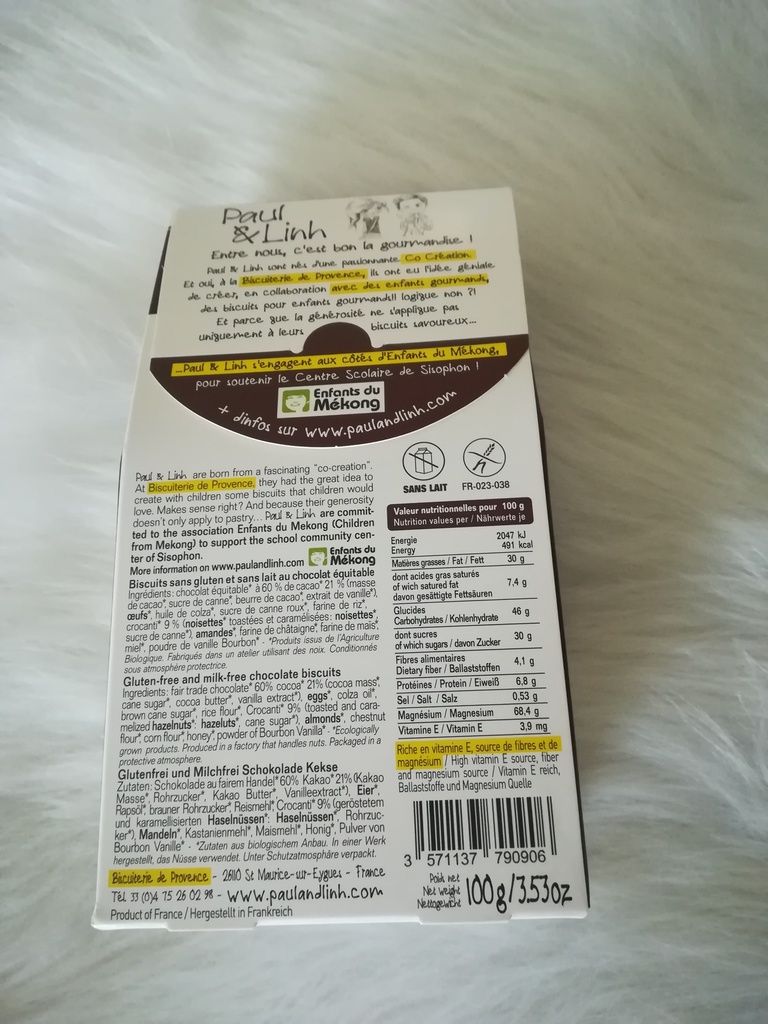 Paul
& Linh
Entre nous, c'est bon la gourmandise !
Paul & Linh sont nés d'une passionnante Co Création
Et oui, à la Biscuiterie de Provence, ils ont eu l'idée géniale
de créer, en collaboration avec des enfants gourmands,
des biscuits pour enfants gourmands!! logique non ?!
Et parce que la générosité ne s'applique pas
uniquement à leurs biscuits savoureux...
...Paul & Linh s'engagent aux côtés d'Enfants du Mékong,
pour soutenir le Centre Scolaire de Sisophon !
Enfants du
Mékong
+ dinfos sur www.paulandlinh.com
Paul & Linh are born from a fascinating "co-creation".
At Biscuiterie de Provence, they had the great idea to
create with children some biscuits that children would
love. Makes sense right? And because their generosity
doesn't only apply to pastry... Paul & Linh are commit-
ted to the association Enfants du Mekong (Children
from Mekong) to support the school community cen-
ter of Sisophon.
More information on www.paulandlinh.com
Enfants du
Mékong
Biscuits sans gluten et sans lait au chocolat équitable
Ingrédients: chocolat équitable* à 60 % de cacao* 21 % (masse
de cacao*, sucre de canne*, beurre de cacao*, extrait de vanille*),
œufs*, huile de colza*, sucre de canne roux*, farine de riz*,
crocanti* 9 % (noisettes* toastées et caramélisées: noisettes*,
sucre de canne*), amandes*, farine de châtaigne*, farine de maïs*,
miel*, poudre de vanille Bourbon* - *Produits issus de l'Agriculture
Biologique. Fabriqués dans un atelier utilisant des noix. Conditionnés
sous atmosphère protectrice.
Gluten-free and milk-free chocolate biscuits
Ingredients: fair trade chocolate* 60% cocoa* 21% (cocoa mass*,
cane sugar*, cocoa butter*, vanilla extract*), eggs*, colza oil*,
brown cane sugar*, rice flour*, Crocanti* 9% (toasted and cara-
melized hazelnuts*: hazeluts*, cane sugar*), almonds*, chestnut
flour*, corn flour*, honey*, powder of Bourbon Vanilla* - *Ecologically
grown products. Produced in a factory that handles nuts. Packaged in a
protective atmosphere.
Glutenfrei und Milchfrei Schokolade Kekse
Zutaten: Schokolade au fairem Handel* 60% Kakao* 21% (Kakao
Masse*, Rohrzucker*, Kakao Butter*, Vanilleextract*), Eier*,
Rapsöl*, brauner Rohrzucker*, Reismehl*, Crocanti* 9% (geröstetem
und karamellisierten Haselnüssen*: Haselnüssen*, Rohrzuc-
ker*), Mandeln*, Kastanienmehl*, Maismehl*, Honig*, Pulver von
Bourbon Vanille* - *Zutaten aus biologischem Anbau. In einer Werk
hergestellt, das Nüsse verwendet. Unter Schutzatmosphäre verpackt.
Biscuiterie de Provence - 26110 St Maurice-sur-Eygues - France
Tél. 33 (0)4 75 26 02 98 - www.paulandlinh.com
Product of France / Hergestellt in Frankreich
SANS LAIT
FR-023-038
Valeur nutritionnelles pour 100 g
Nutrition values per / Nährwerte je
Energie 2047 kJ
Energy 491 kcal
Matières grasses / Fat / Fett 30 g
dont acides gras saturés
of wich satured fat 7,4 g
davon gesättigte Fettsäuren
Glucides 46 g
Carbohydrates / Kohlenhydrate
dont sucres 30 g
of which sugars / davon Zucker
Fibres alimentaires 4,1 g
Dietary fiber / Ballaststoffen
Protéines / Protein / Eiweiß 6,8 g
Sel / Salt / Salz 0,53 g
Magnésium / Magnesium 68,4 g
Vitamine E / Vitamin E 3,9 mg
Riche en vitamine E, source de fibres et de
magnésium / High vitamin E source, fiber
and magnesium source / Vitamin E reich,
Ballaststoffe und Magnesium Quelle
3 571137 790906
Poids net
Net weight
Nettogewicht
100g/3.53oz